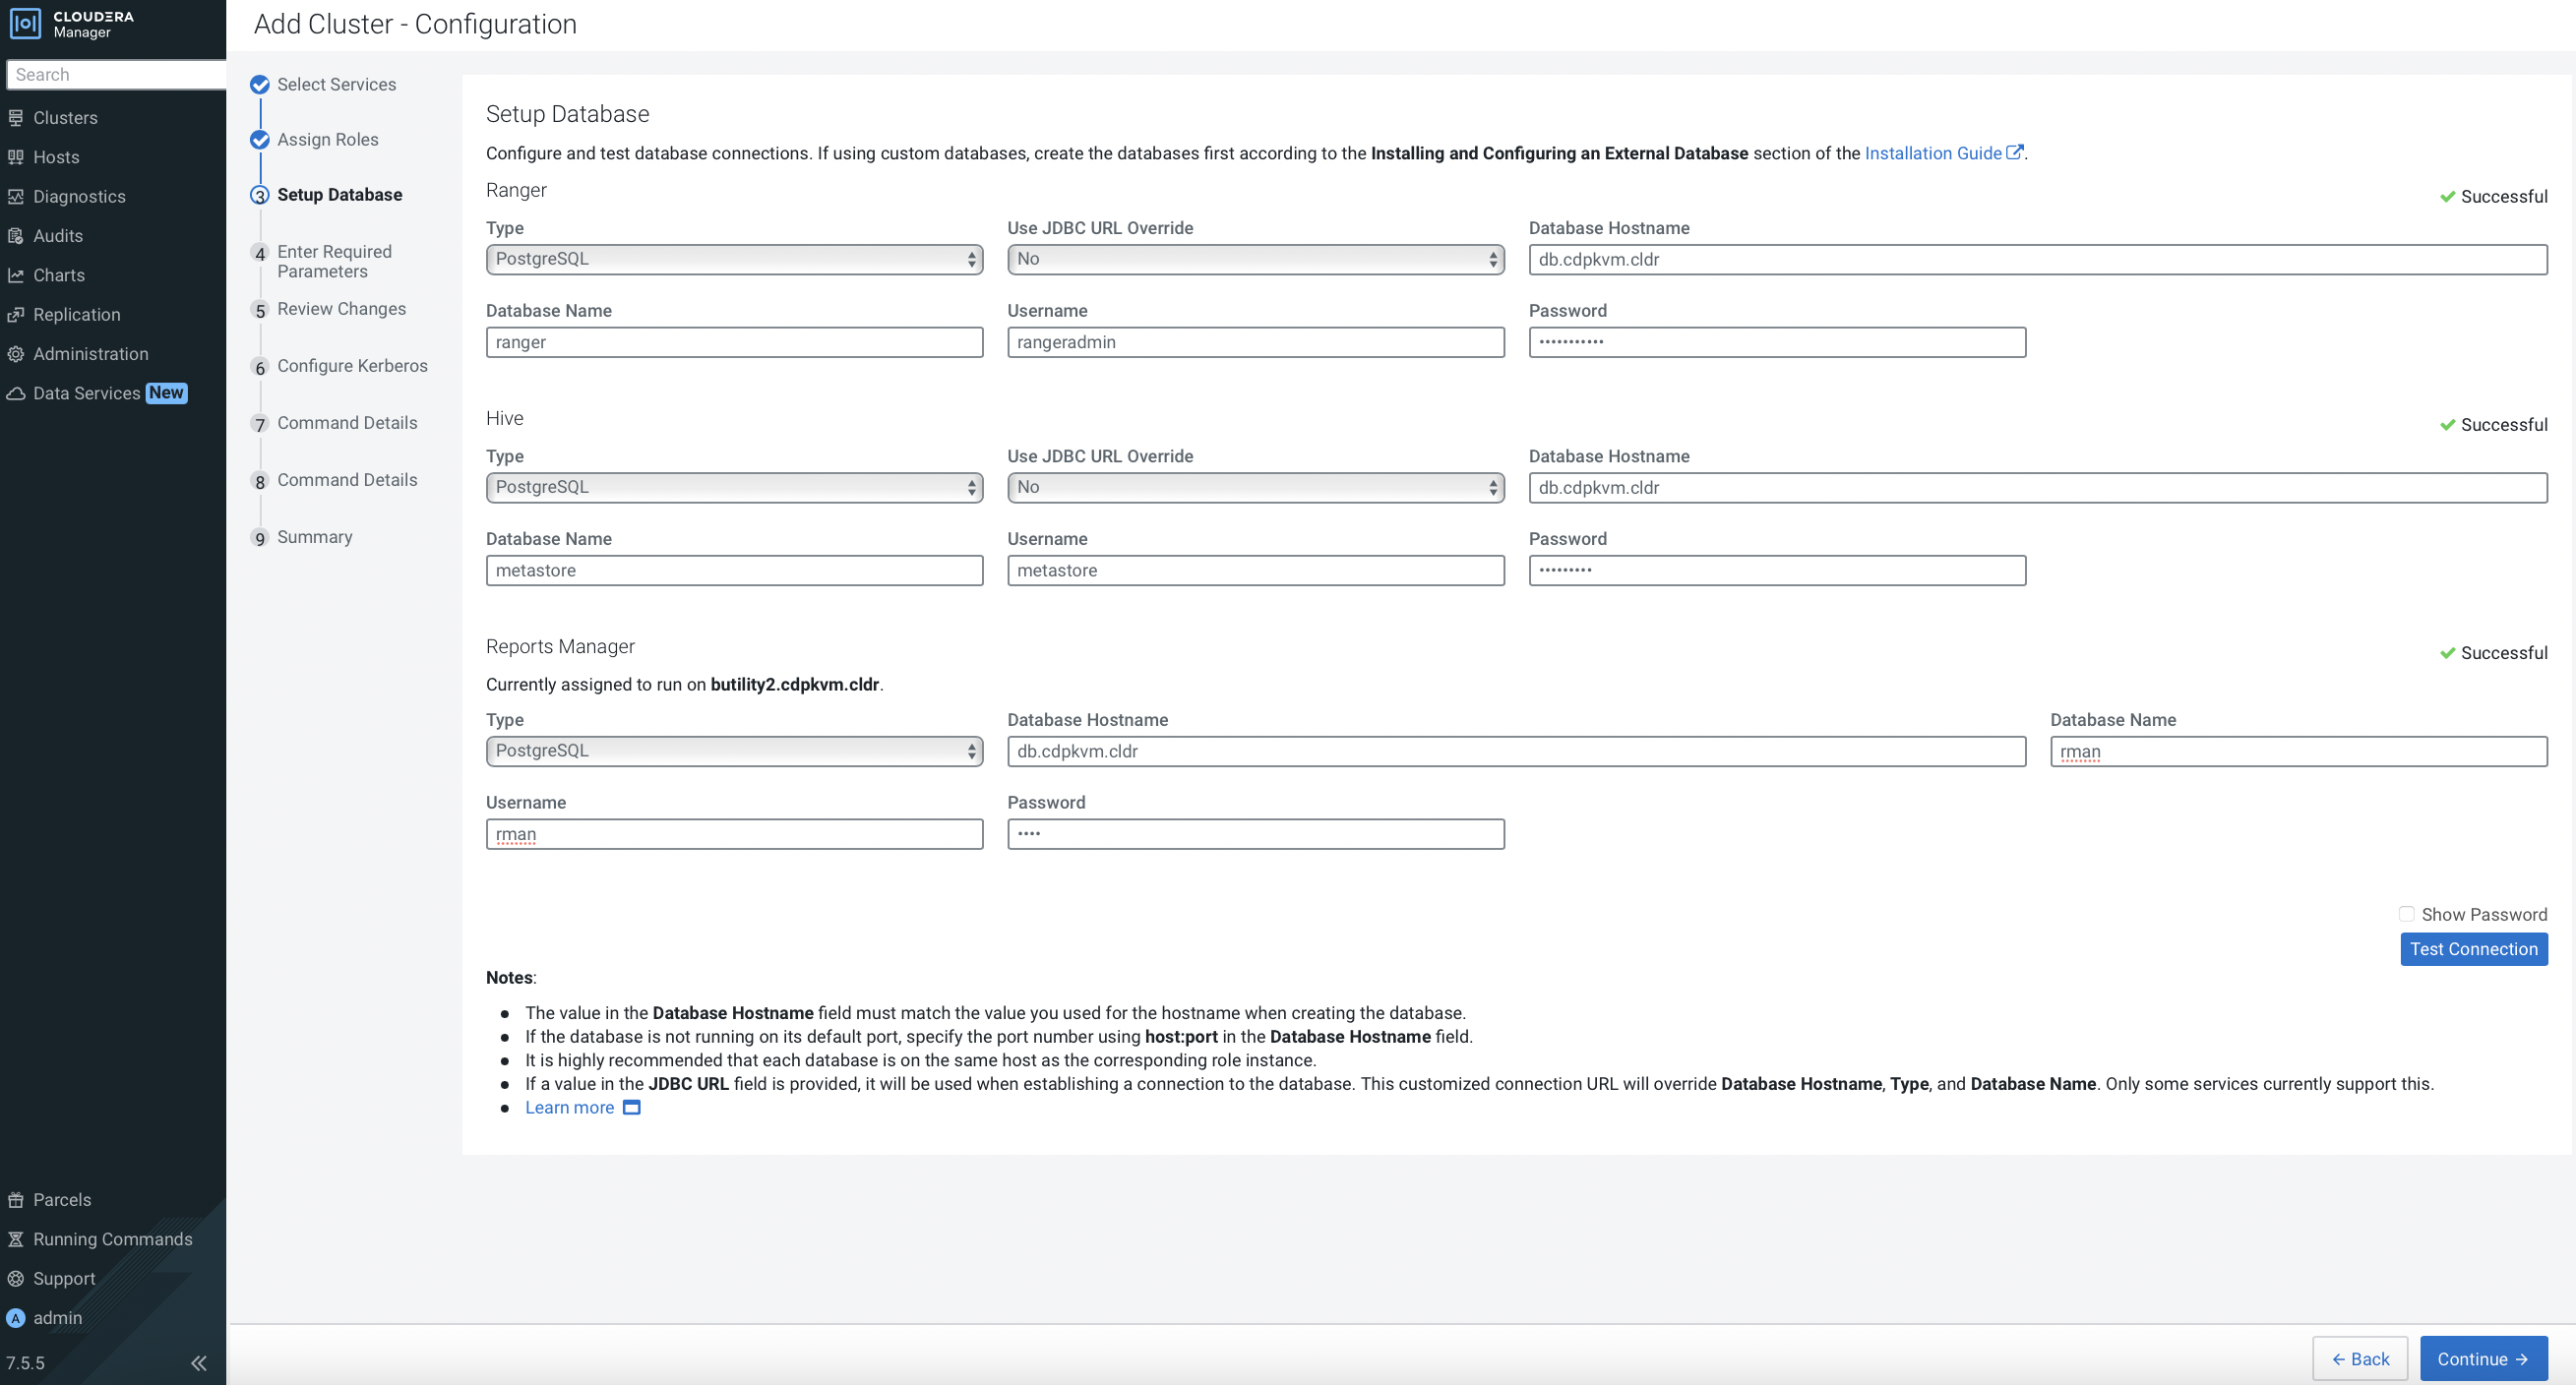 CLOUDERA
Manager
Search
Clusters
Hosts
Diagnostics
Audits
Charts
Replication
Administration
Data Services New
Parcels
Running Commands
Support
A admin
7.5.5
Add Cluster - Configuration
Select Services
Assign Roles
3 Setup Database
4 Enter Required
Parameters
5 Review Changes
6 Configure Kerberos
7 Command Details
8 Command Details
9 Summary
Setup Database
Configure and test database connections. If using custom databases, create the databases first according to the Installing and Configuring an External Database section of the Installation Guide.
Ranger
Successful
Type Use JDBC URL Override Database Hostname
PostgreSQL No db.cdpkvm.cldr
Database Name Username Password
ranger rangeradmin •••••••••••
Hive
Successful
Type Use JDBC URL Override Database Hostname
PostgreSQL No db.cdpkvm.cldr
Database Name Username Password
metastore metastore •••••••••
Reports Manager
Successful
Currently assigned to run on butility2.cdpkvm.cldr.
Type Database Hostname Database Name
PostgreSQL db.cdpkvm.cldr rman
Username Password
rman ••••
Show Password
Test Connection
Notes:
• The value in the Database Hostname field must match the value you used for the hostname when creating the database.
• If the database is not running on its default port, specify the port number using host:port in the Database Hostname field.
• It is highly recommended that each database is on the same host as the corresponding role instance.
• If a value in the JDBC URL field is provided, it will be used when establishing a connection to the database. This customized connection URL will override Database Hostname, Type, and Database Name. Only some services currently support this.
• Learn more
← Back Continue →